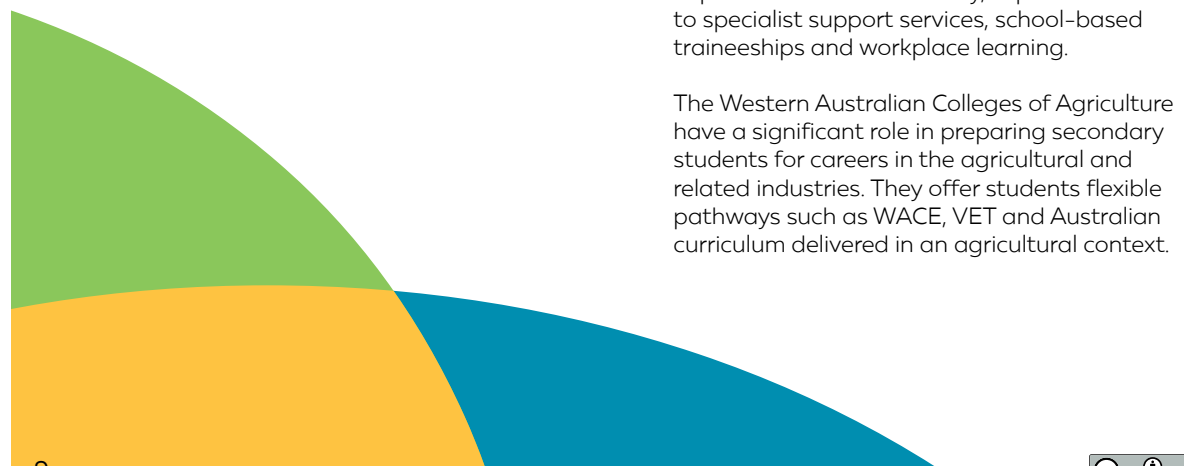 to specialist support services, school-based
traineeships and workplace learning.
The Western Australian Colleges of Agriculture
have a significant role in preparing secondary
students for careers in the agricultural and
related industries. They offer students flexible
pathways such as WACE, VET and Australian
curriculum delivered in an agricultural context.